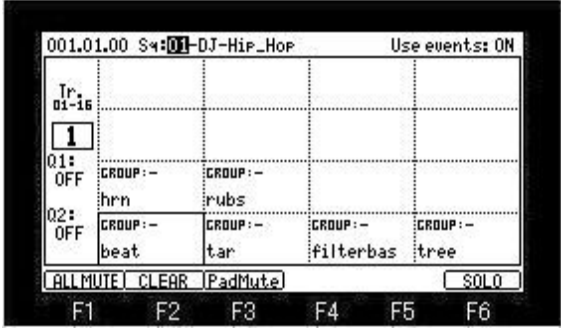 001.01.00 Sq:01-DJ-Hip_Hop Use events: ON
Tr.
01-16
1
Q1:
OFF
GROUP:- GROUP:-
hrn rubs
Q2:
OFF
GROUP:- GROUP:- GROUP:- GROUP:-
beat tar filterbas tree
ALLMUTE CLEAR PadMute SOLO
F1 F2 F3 F4 F5 F6